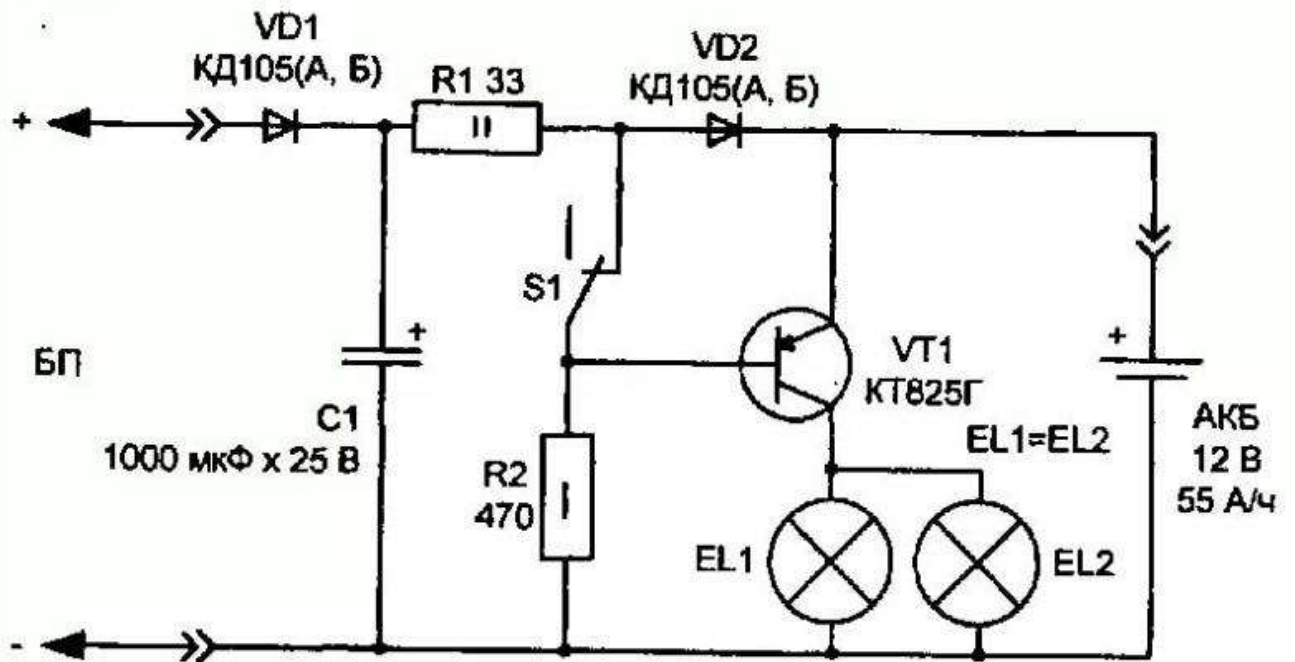 VD1
КД105(А, Б)
R1 33
VD2
КД105(А, Б)
+
S1
БП
+
C1
1000 мкФ x 25 В
R2
470
VT1
КТ825Г
EL1=EL2
+
АКБ
12 В
55 А/ч
EL1
EL2
-